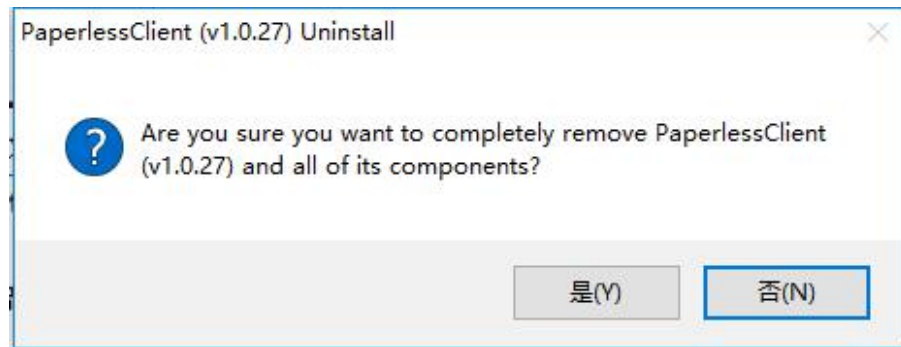 PaperlessClient (v1.0.27) Uninstall
Are you sure you want to completely remove PaperlessClient
(v1.0.27) and all of its components?
是(Y)
否(N)